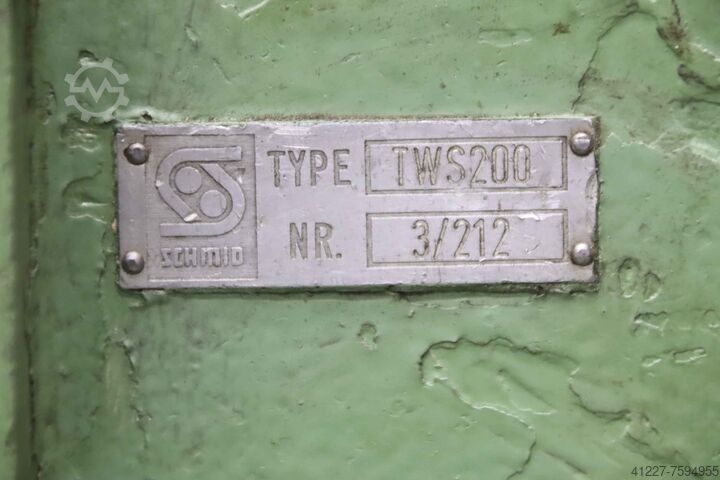 TYPE TWS200
SCHMID NR. 3/212
41227-7594955